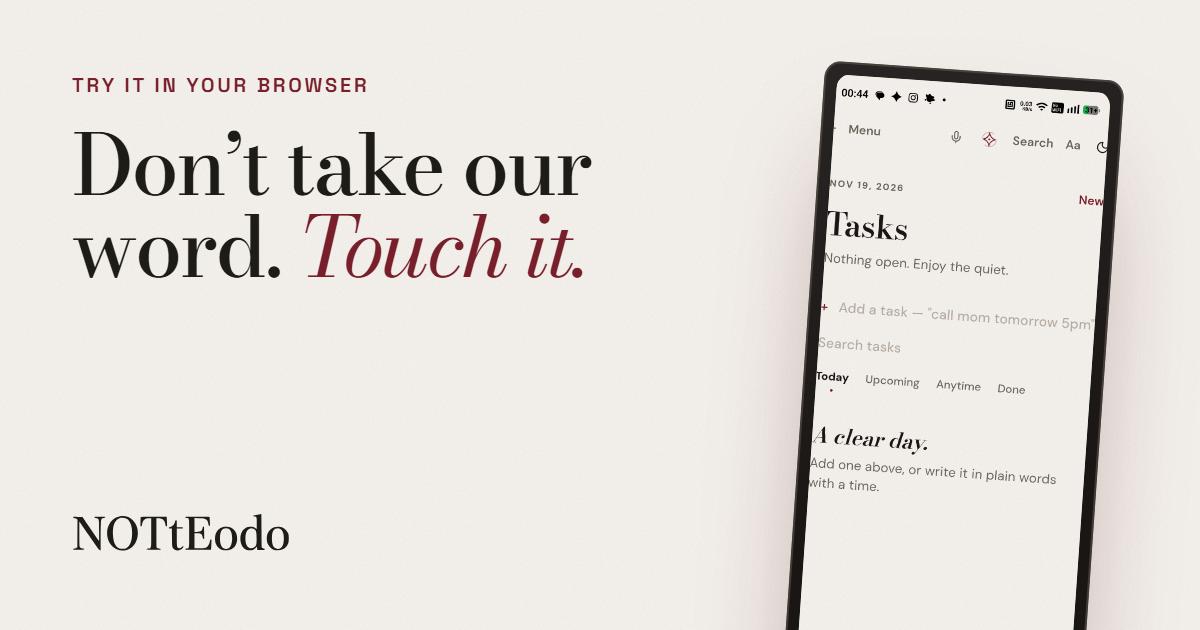 TRY IT IN YOUR BROWSER
Don’t take our
word. Touch it.
NOTtEodo
00:44
Menu
Search Aa
NOV 19, 2026
New
Tasks
Nothing open. Enjoy the quiet.
+ Add a task — "call mom tomorrow 5pm"
Search tasks
Today Upcoming Anytime Done
A clear day.
Add one above, or write it in plain words
with a time.